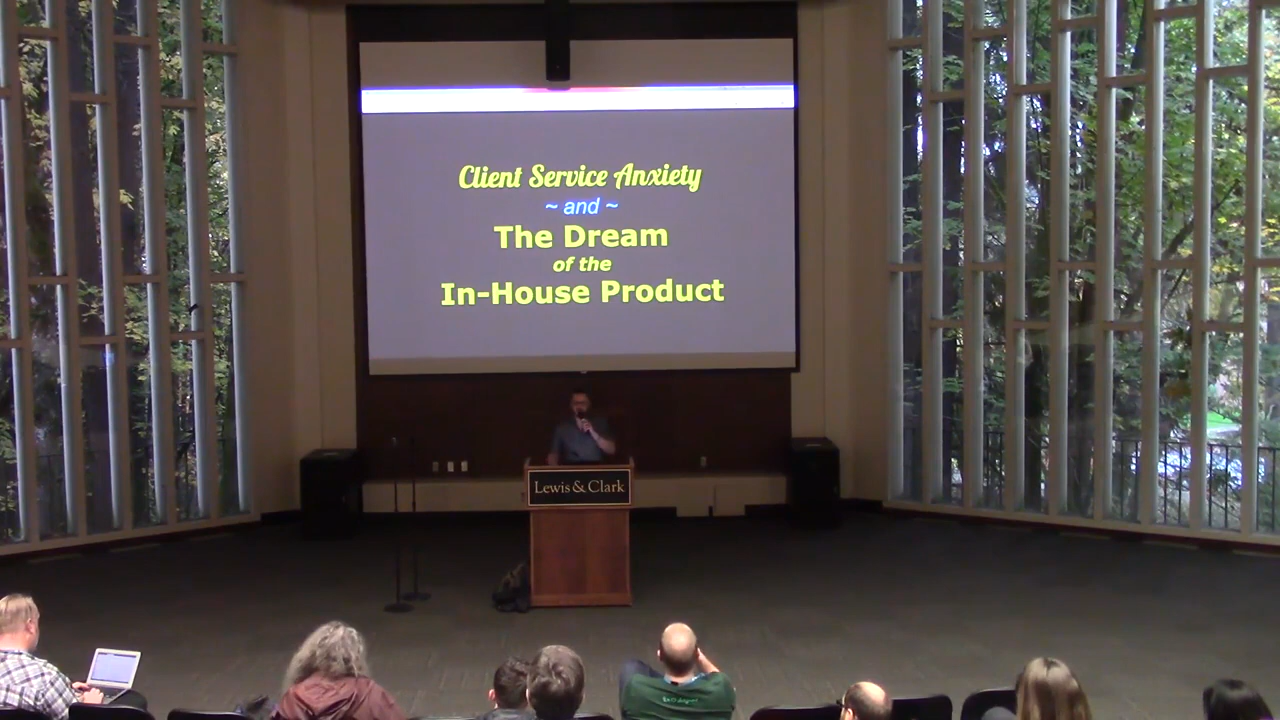 Client Service Anxiety
~ and ~
The Dream
of the
In-House Product
Lewis & Clark